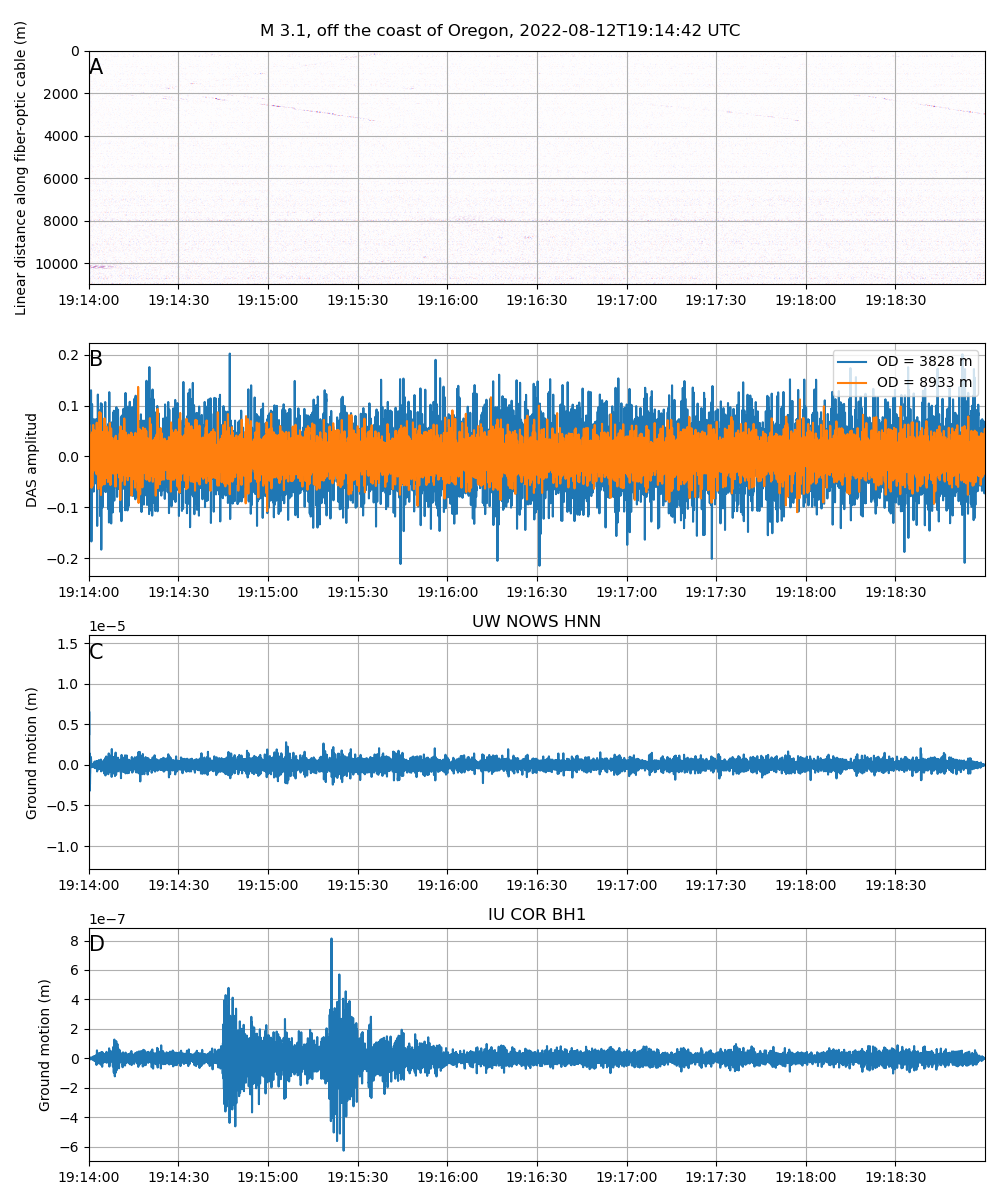 M 3.1, off the coast of Oregon, 2022-08-12T19:14:42 UTC
A
Linear distance along fiber-optic cable (m)
0
2000
4000
6000
8000
10000
19:14:00 19:14:30 19:15:00 19:15:30 19:16:00 19:16:30 19:17:00 19:17:30 19:18:00 19:18:30
B
DAS amplitud
0.2
0.1
0.0
−0.1
−0.2
OD = 3828 m
OD = 8933 m
19:14:00 19:14:30 19:15:00 19:15:30 19:16:00 19:16:30 19:17:00 19:17:30 19:18:00 19:18:30
UW NOWS HNN
1e−5
C
Ground motion (m)
1.5
1.0
0.5
0.0
−0.5
−1.0
19:14:00 19:14:30 19:15:00 19:15:30 19:16:00 19:16:30 19:17:00 19:17:30 19:18:00 19:18:30
IU COR BH1
1e−7
D
Ground motion (m)
8
6
4
2
0
−2
−4
−6
19:14:00 19:14:30 19:15:00 19:15:30 19:16:00 19:16:30 19:17:00 19:17:30 19:18:00 19:18:30